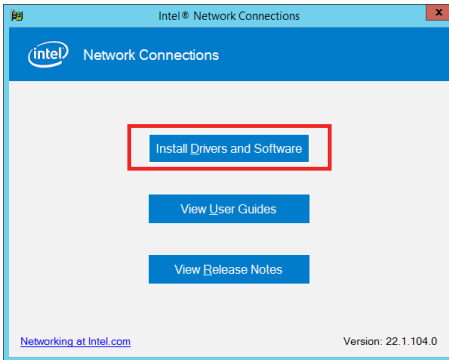 Intel® Network Connections
x
intel
Network Connections
Install Drivers and Software
View User Guides
View Release Notes
Networking at Intel.com
Version: 22.1.104.0